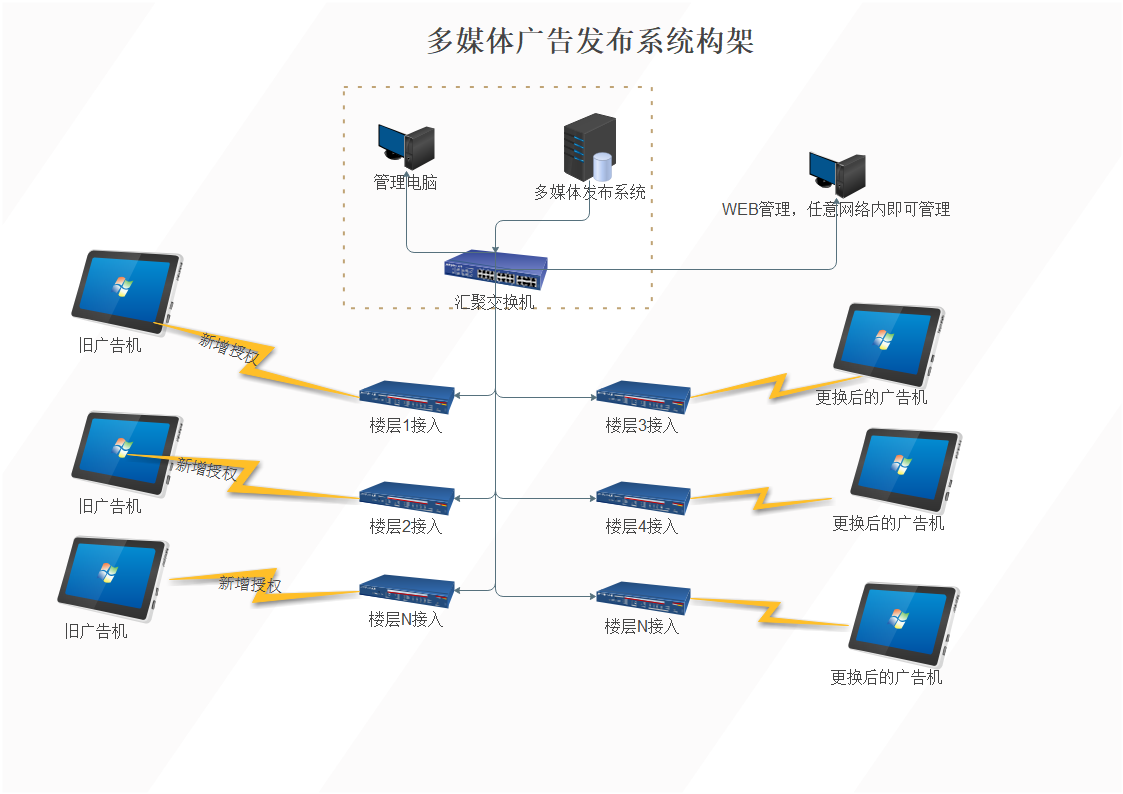 多媒体广告发布系统构架
管理电脑
多媒体发布系统
WEB管理，任意网络内即可管理
汇聚交换机
旧广告机
新增授权
楼层1接入
楼层3接入
更换后的广告机
旧广告机
新增授权
楼层2接入
楼层4接入
更换后的广告机
旧广告机
新增授权
楼层N接入
楼层N接入
更换后的广告机